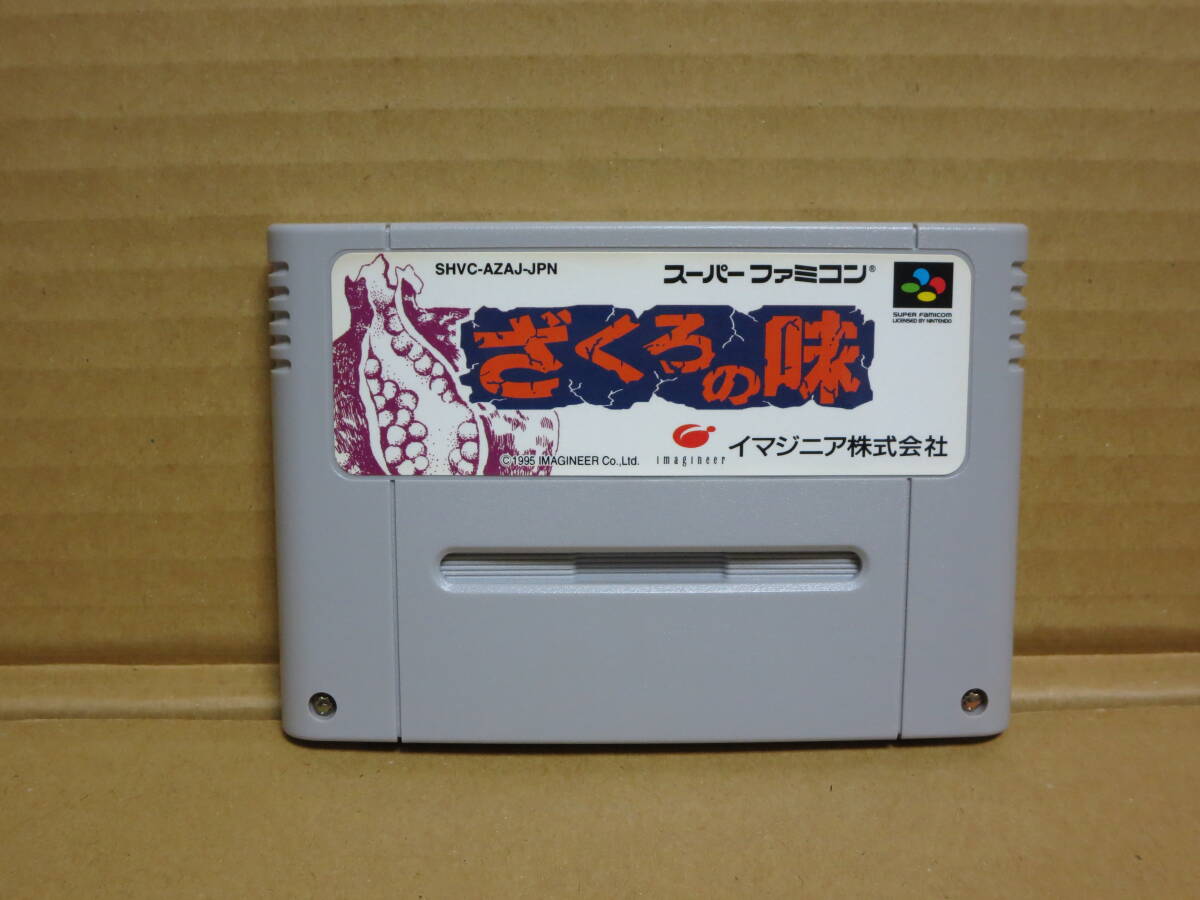 SHVC-AZAJ-JPN
スーパーファミコン®
SUPER FAMICOM
LICENSED BY NINTENDO
ざくろの味
imagineer
イマジニア株式会社
©1995 IMAGINEER Co.,Ltd.